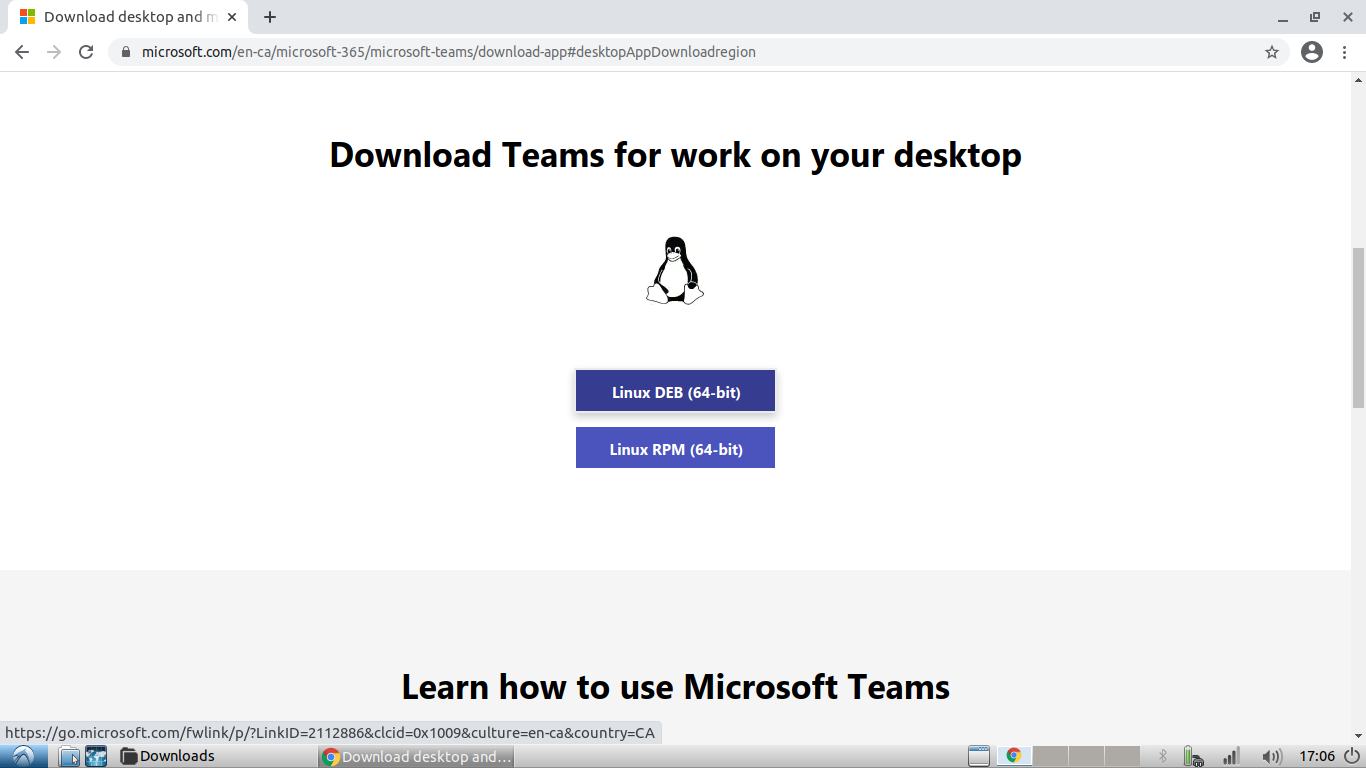 Download desktop and m
microsoft.com/en-ca/microsoft-365/microsoft-teams/download-app#desktopAppDownloadregion
Download Teams for work on your desktop
Linux DEB (64-bit)
Linux RPM (64-bit)
Learn how to use Microsoft Teams
https://go.microsoft.com/fwlink/p/?LinkID=2112886&clcid=0x1009&culture=en-ca&country=CA
Downloads
Download desktop and...
17:06